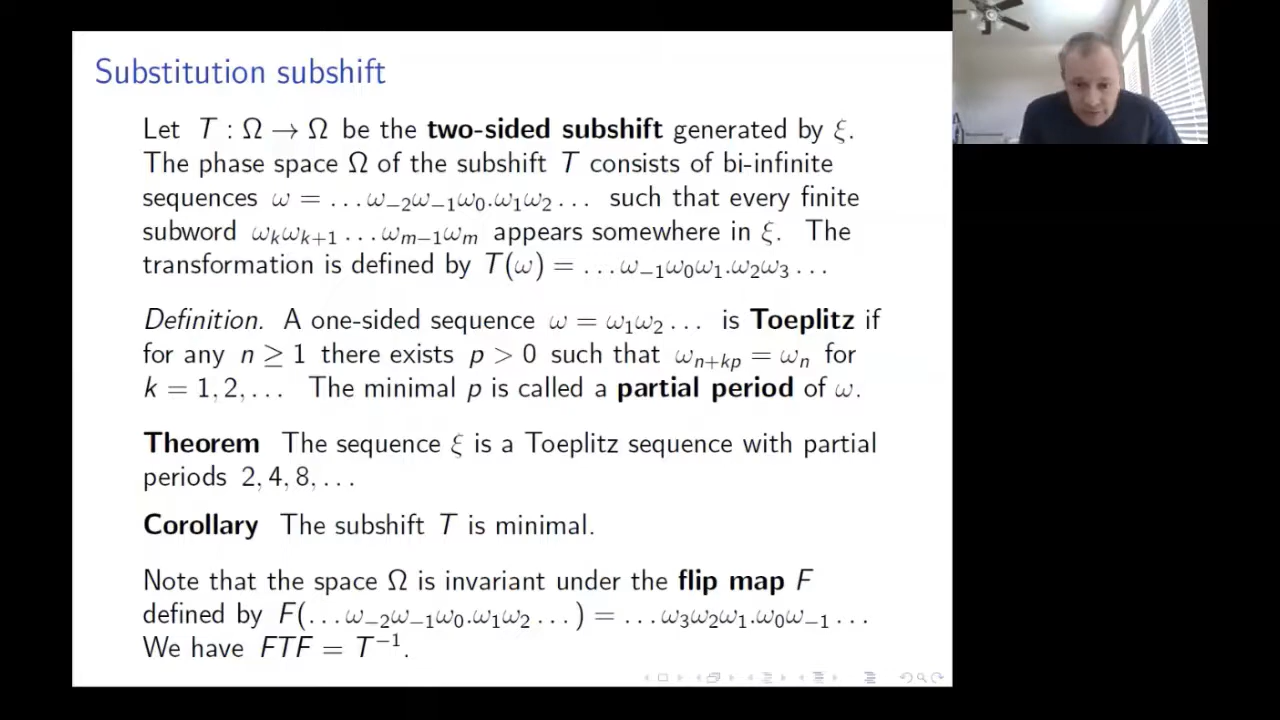 Substitution subshift
Let T : Ω → Ω be the two-sided subshift generated by ξ.
The phase space Ω of the subshift T consists of bi-infinite
sequences ω = …ω₋₂ω₋₁ω₀.ω₁ω₂… such that every finite
subword ωₖωₖ₊₁…ωₘ₋₁ωₘ appears somewhere in ξ. The
transformation is defined by T(ω) = …ω₋₁ω₀ω₁.ω₂ω₃…
Definition. A one-sided sequence ω = ω₁ω₂… is Toeplitz if
for any n ≥ 1 there exists p > 0 such that ωₙ₊ₖₚ = ωₙ for
k = 1, 2, … The minimal p is called a partial period of ω.
Theorem The sequence ξ is a Toeplitz sequence with partial
periods 2, 4, 8, …
Corollary The subshift T is minimal.
Note that the space Ω is invariant under the flip map F
defined by F(…ω₋₂ω₋₁ω₀.ω₁ω₂…) = …ω₃ω₂ω₁.ω₀ω₋₁…
We have FTF = T⁻¹.